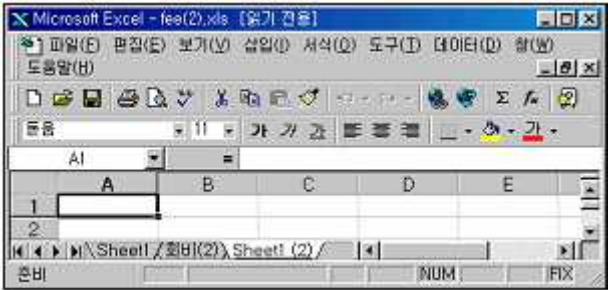 Microsoft Excel - fee(2).xls [읽기 전용]
파일(F) 편집(E) 보기(V) 삽입(I) 서식(O) 도구(T) 데이터(D) 창(W)
도움말(H)
돋움 11 가 가 가 가
A1 =
A B C D E
1
2
Sheet1 회비(2) Sheet1 (2)
준비 NUM FIX